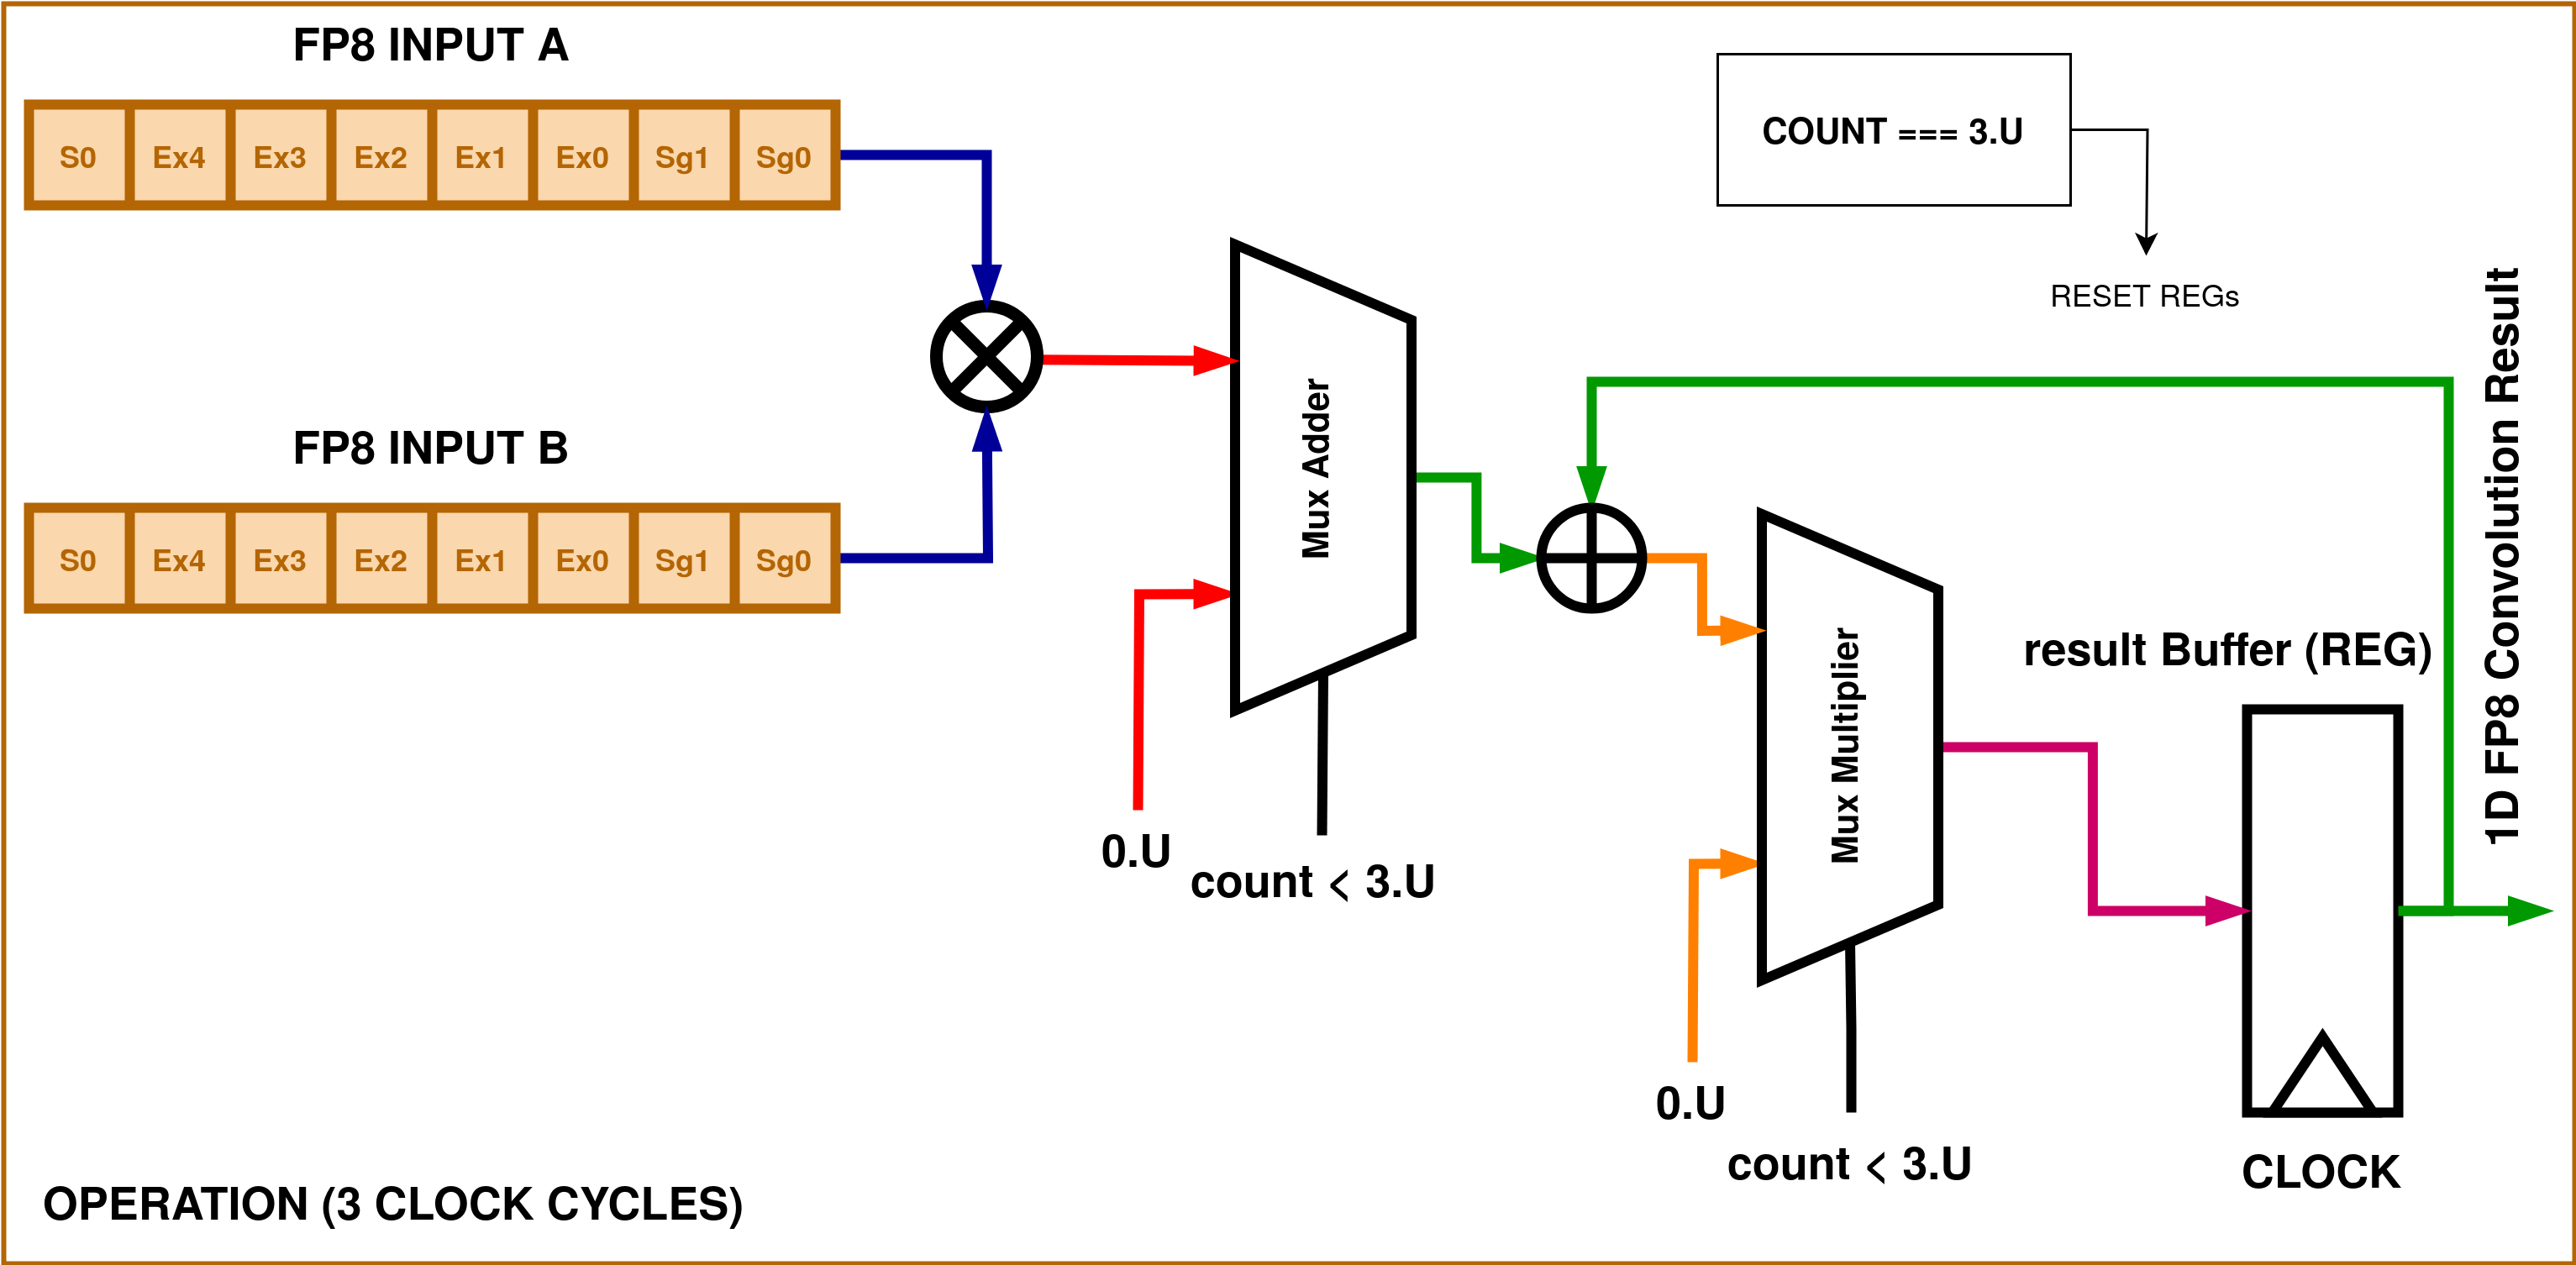 FP8 INPUT A
S0 Ex4 Ex3 Ex2 Ex1 Ex0 Sg1 Sg0
COUNT === 3.U
RESET REGs
FP8 INPUT B
S0 Ex4 Ex3 Ex2 Ex1 Ex0 Sg1 Sg0
Mux Adder
0.U
count < 3.U
Mux Multiplier
0.U
count < 3.U
result Buffer (REG)
CLOCK
1D FP8 Convolution Result
OPERATION (3 CLOCK CYCLES)